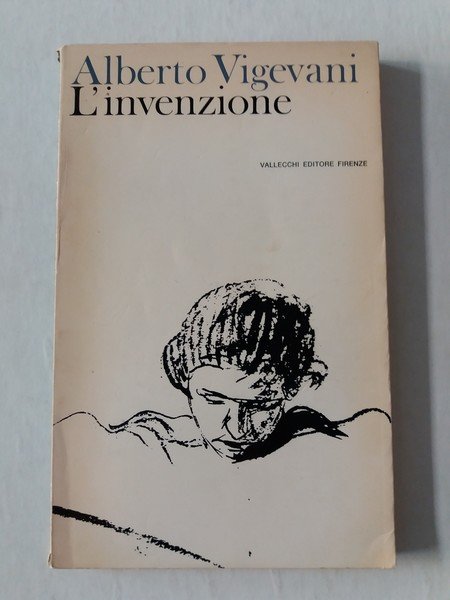 Alberto Vigevani
L'invenzione
VALLECCHI EDITORE FIRENZE